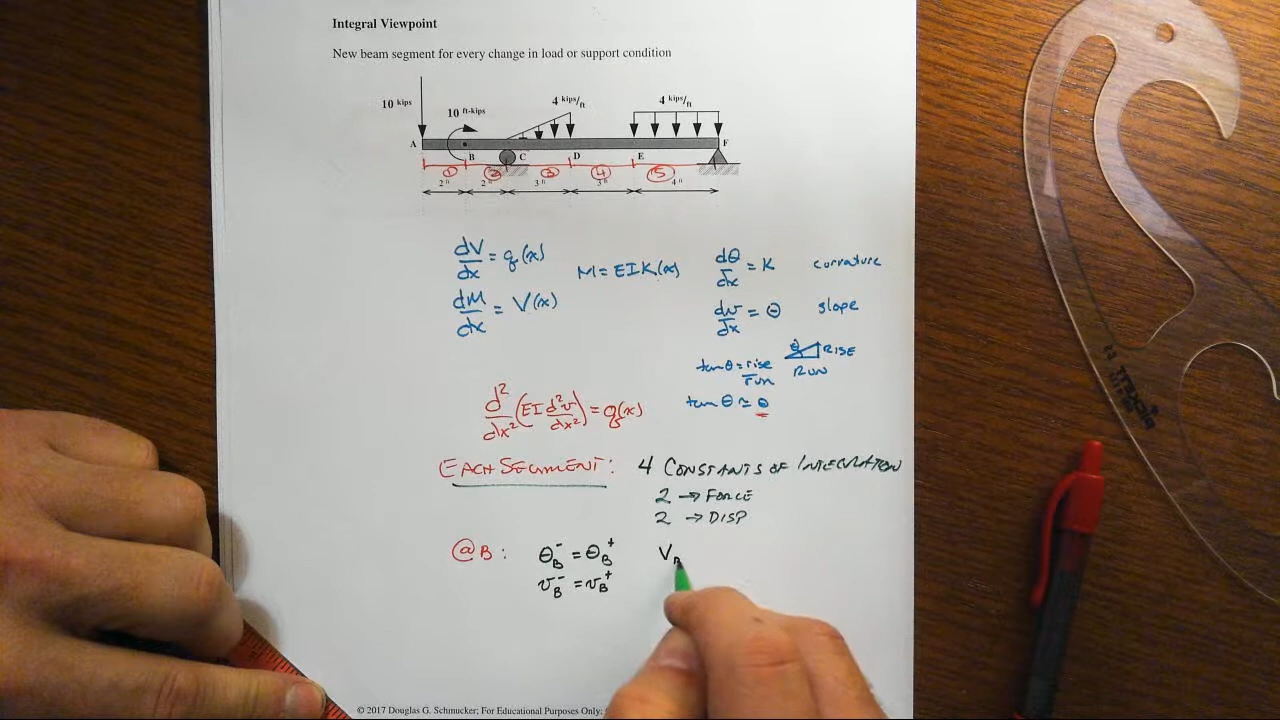 Integral Viewpoint
New beam segment for every change in load or support condition
10 kips
10 ft-kips
4 kips/ft
4 kips/ft
A
B
C
D
E
F
① ② ③ ④ ⑤
2 ft
2 ft
3 ft
3 ft
4 ft
dV/dx = q(x)
M = EIK(x)
dθ/dx = K curvature
dM/dx = V(x)
dv/dx = θ slope
tanθ = rise/run
θ RISE
RUN
tan θ ≈ θ
d²/dx² (EI d²v/dx²) = q(x)
EACH SEGMENT: 4 CONSTANTS OF INTEGRATION
2 → FORCE
2 → DISP
@B: θB⁻ = θB⁺ VB
vB⁻ = vB⁺
© 2017 Douglas G. Schmucker; For Educational Purposes Only;
PICKETT